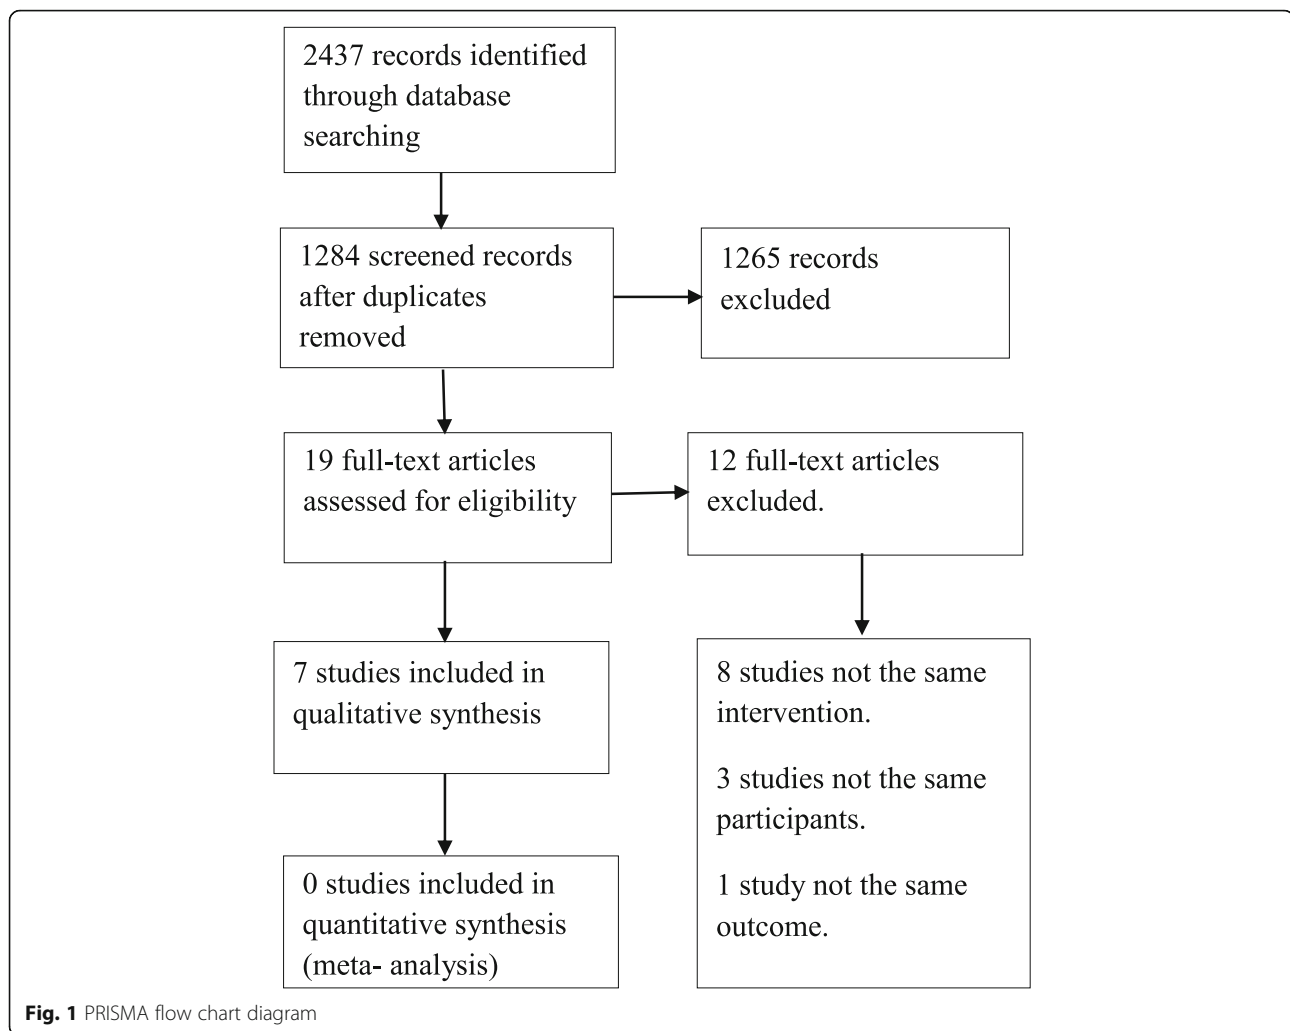 2437 records identified
through database
searching
1284 screened records
after duplicates
removed
1265 records
excluded
19 full-text articles
assessed for eligibility
12 full-text articles
excluded.
7 studies included in
qualitative synthesis
8 studies not the same
intervention.
3 studies not the same
participants.
1 study not the same
outcome.
0 studies included in
quantitative synthesis
(meta- analysis)
Fig. 1 PRISMA flow chart diagram